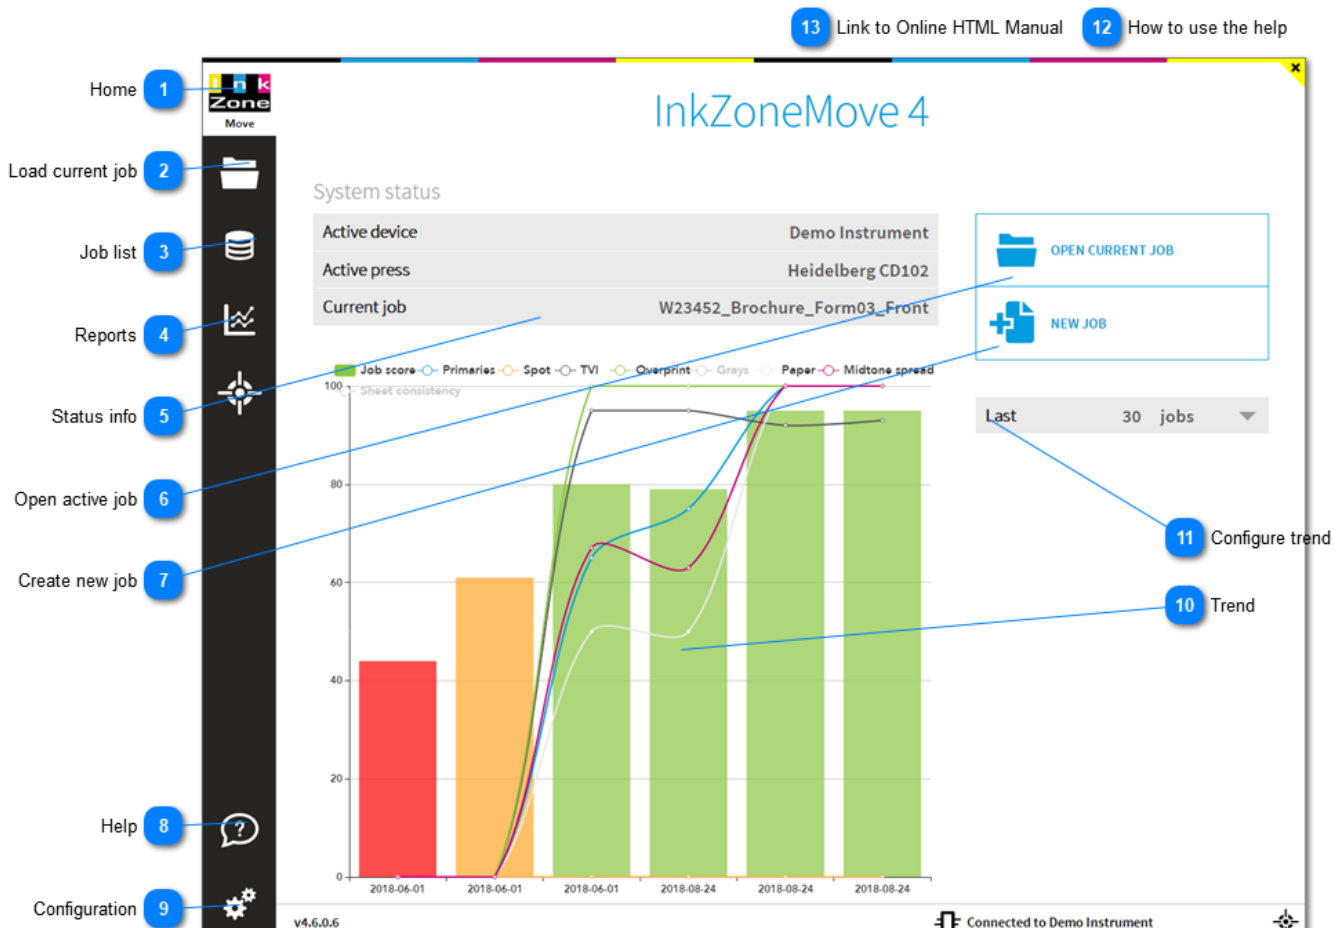 13 Link to Online HTML Manual 12 How to use the help
Home 1
Ink
Zone
Move
InkZoneMove 4
Load current job 2
System status
Active device Demo Instrument
Active press Heidelberg CD102
Current job W23452_Brochure_Form03_Front
OPEN CURRENT JOB
NEW JOB
Job list 3
Reports 4
Status info 5
Open active job 6
Create new job 7
Job score Primaries Spot TVI Overprint Grays Paper Midtone spread
Sheet consistency
Last 30 jobs
11 Configure trend
10 Trend
100
80
60
40
20
0
2018-06-01 2018-06-01 2018-06-01 2018-08-24 2018-08-24 2018-08-24
Help 8
?
Configuration 9
v4.6.0.6 Connected to Demo Instrument